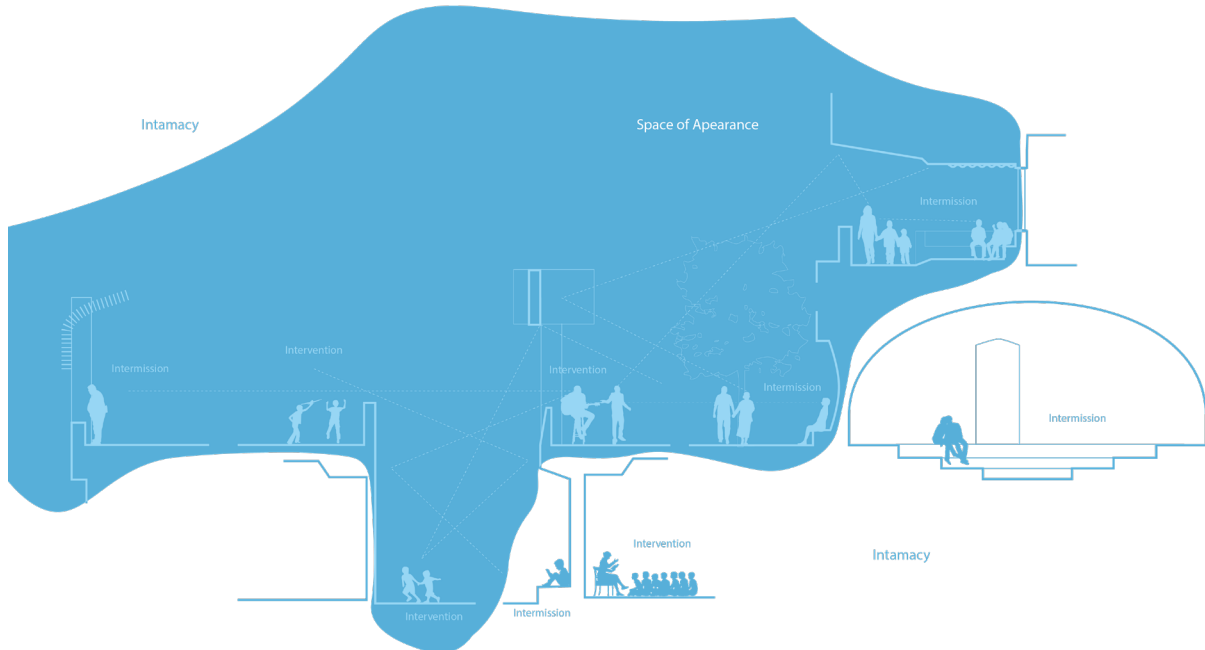 Intamacy
Space of Apearance
Intermission
Intervention
Intermission
Intervention
Intermission
Intermission
Intervention
Intamacy
Intervention
Intermission